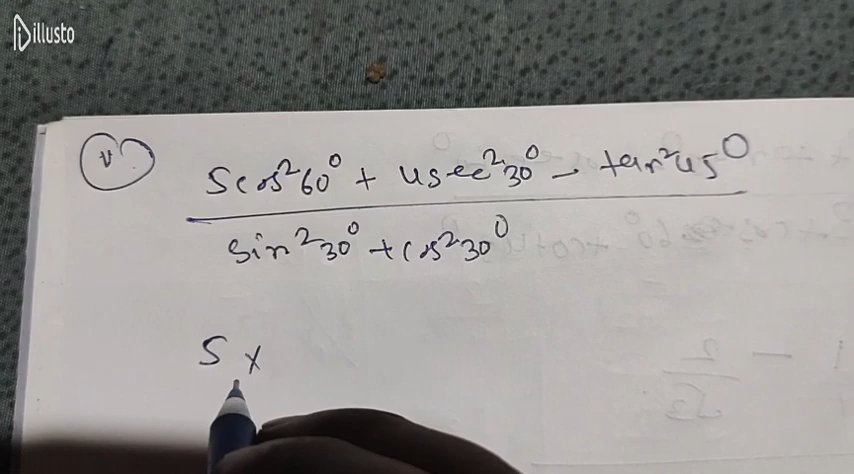 illusto
v
5cos²60° + 4sec²30° - tan²45°
sin²30° + cos²30°
5 x